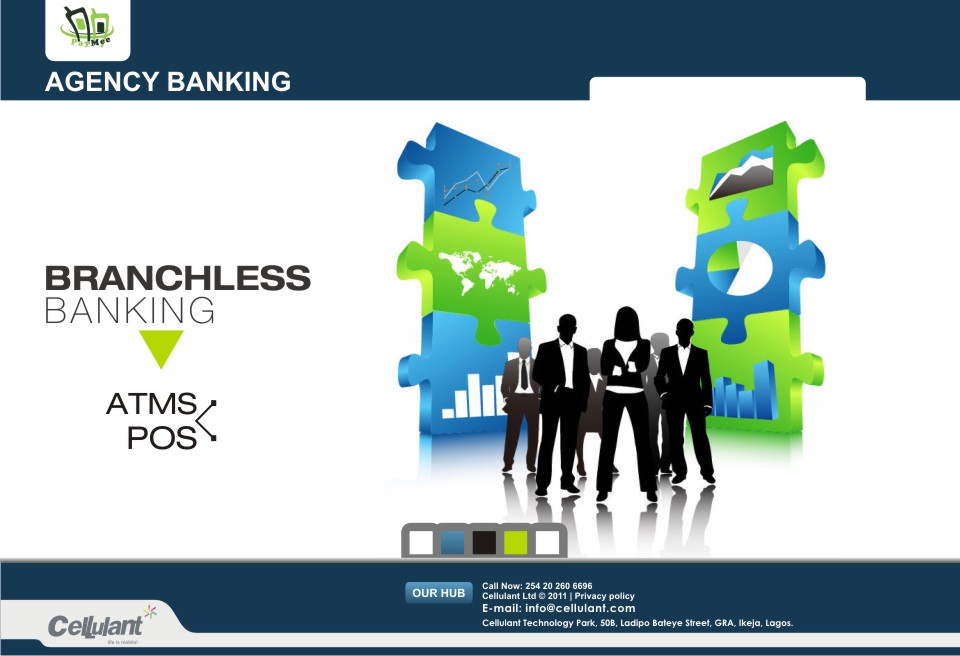 PayMee
AGENCY BANKING
BRANCHLESS
BANKING
ATMS
POS
OUR HUB
Call Now: 254 20 260 6696
Cellulant Ltd © 2011 | Privacy policy
E-mail: info@cellulant.com
Cellulant Technology Park, 50B, Ladipo Bateye Street, GRA, Ikeja, Lagos.
Cellulant
life is mobile!